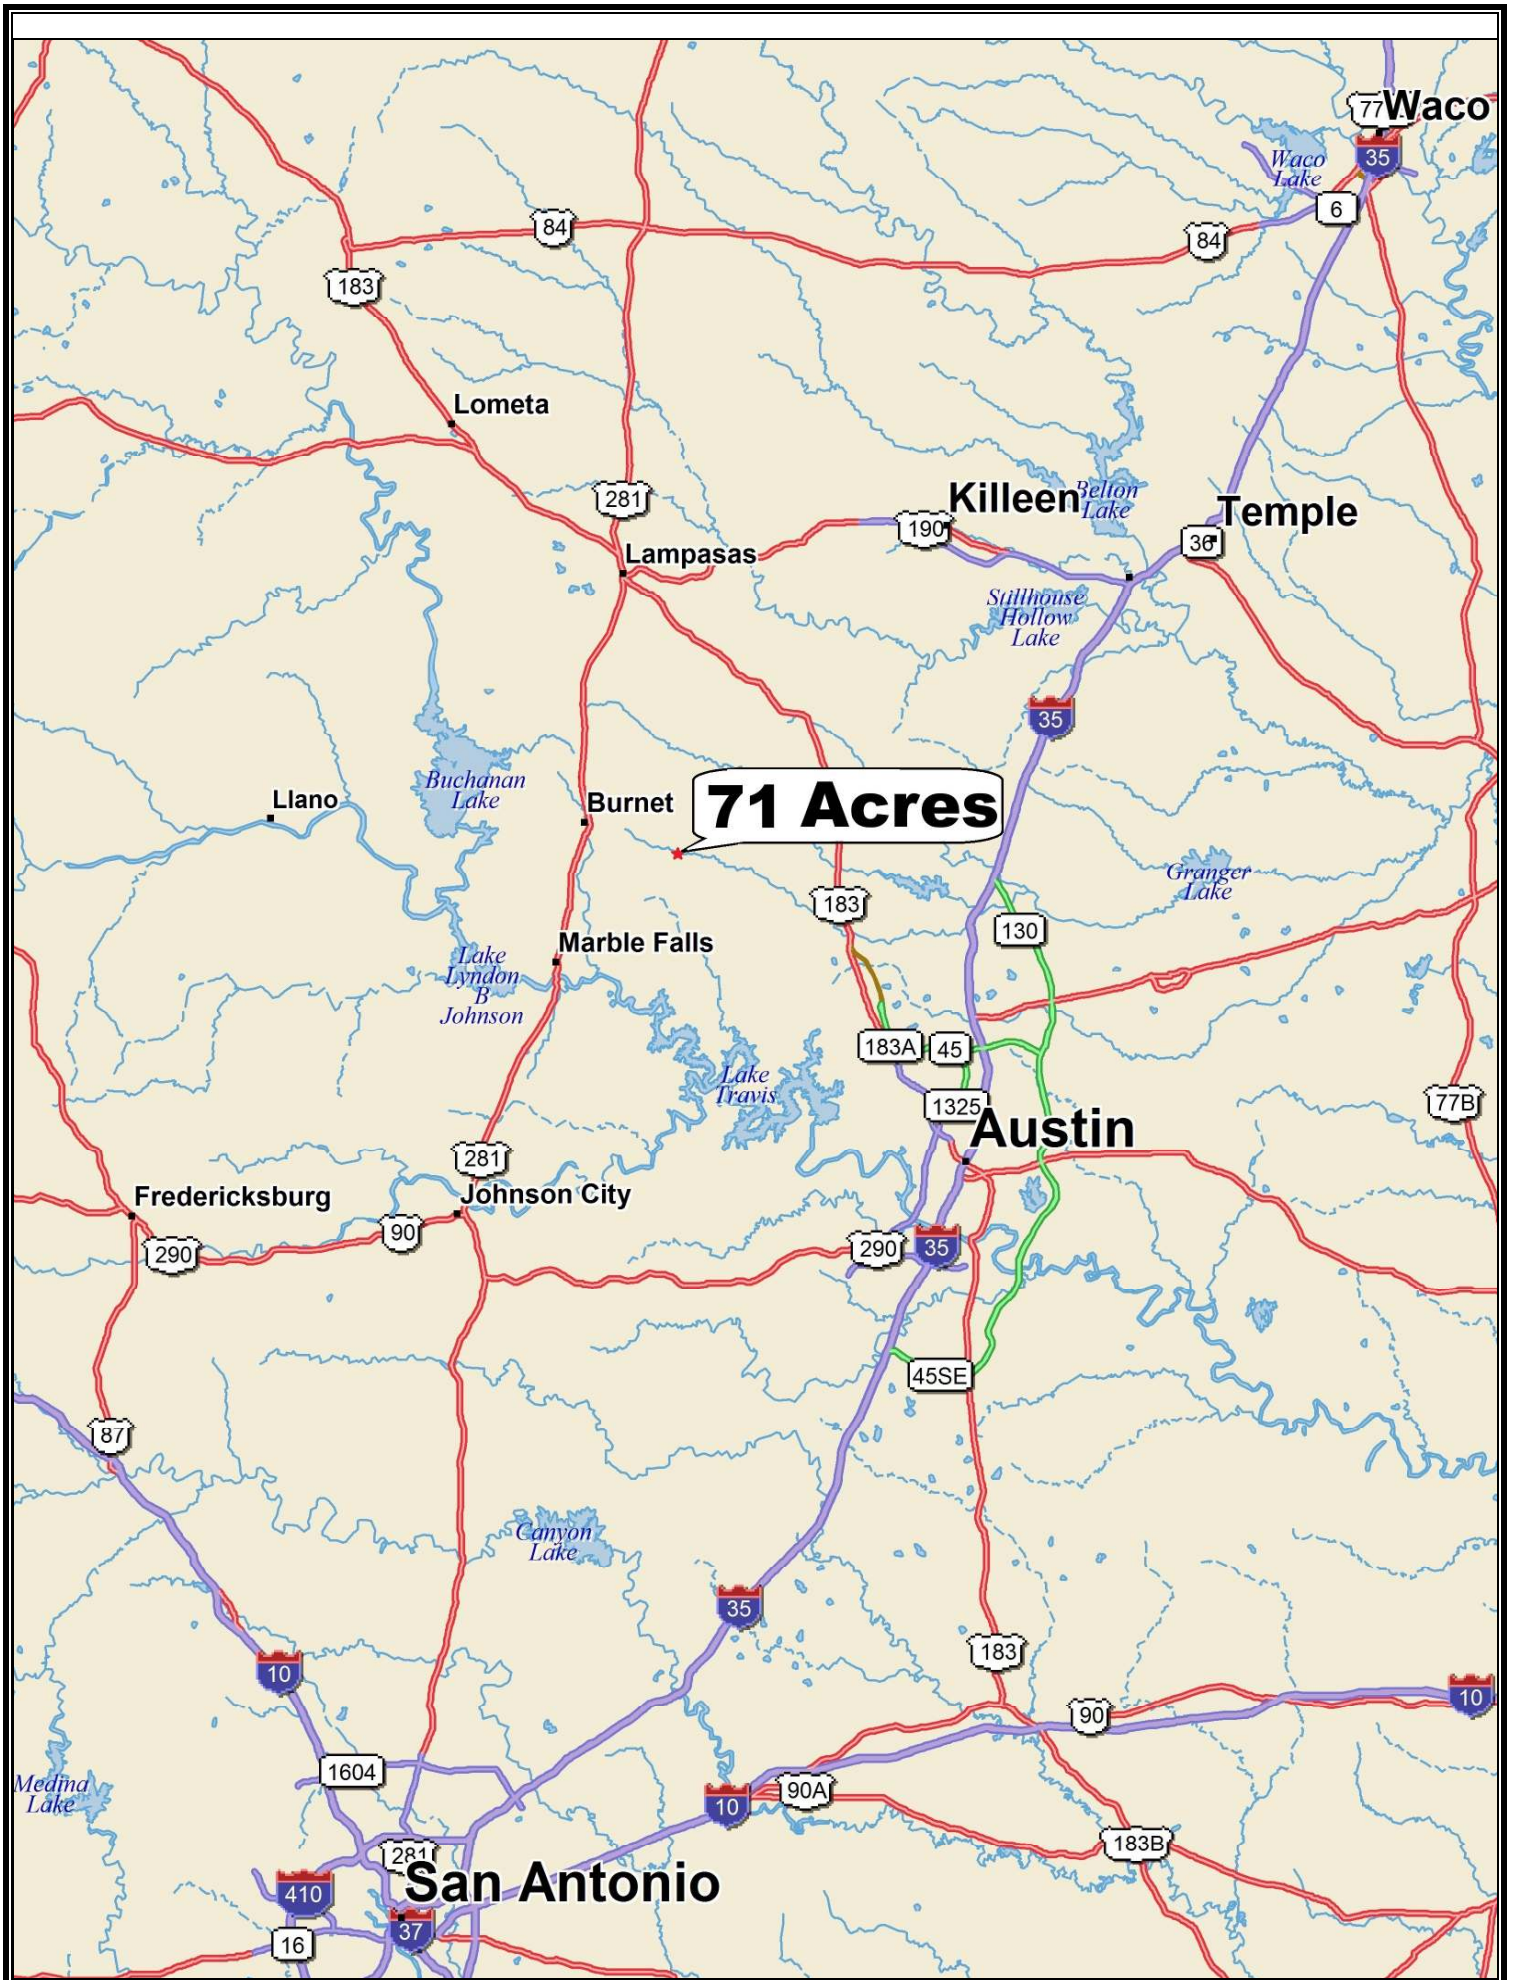 77
Waco
Waco
Lake
35
6
84
84
183
Lometa
281
Killeen
Belton
Lake
190
Temple
36
Lampasas
Stillhouse
Hollow
Lake
35
Buchanan
Lake
Llano
Burnet
71 Acres
Granger
Lake
183
130
Marble Falls
Lake
Lyndon
B
Johnson
183A
45
Lake
Travis
1325
77B
Austin
281
Fredericksburg
Johnson City
90
290
290
35
45SE
87
Canyon
Lake
35
183
10
10
90
1604
Medina
Lake
90A
10
183B
281
San Antonio
410
37
16